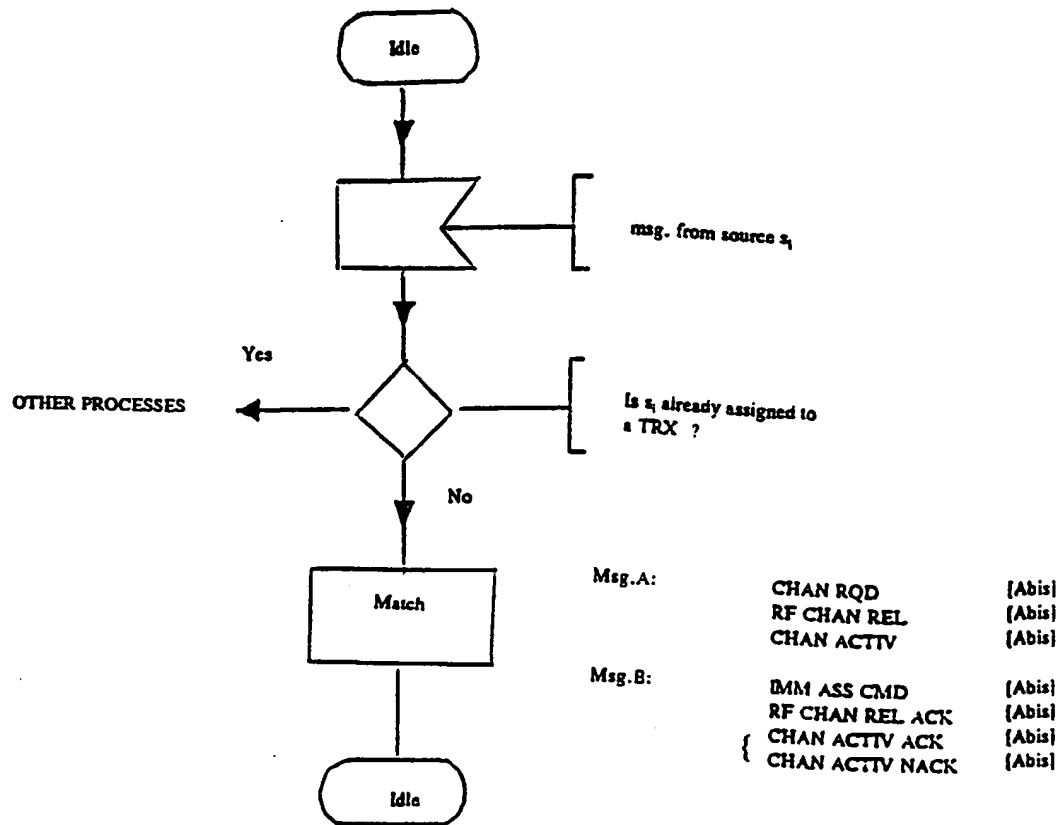 Idle
msg. from source si
Yes
OTHER PROCESSES
Is si already assigned to
a TRX ?
No
Match
Msg.A:
CHAN RQD [Abis]
RF CHAN REL [Abis]
CHAN ACTIV [Abis]
Msg.B:
IMM ASS CMD [Abis]
RF CHAN REL ACK [Abis]
{ CHAN ACTIV ACK [Abis]
CHAN ACTIV NACK [Abis]
Idle